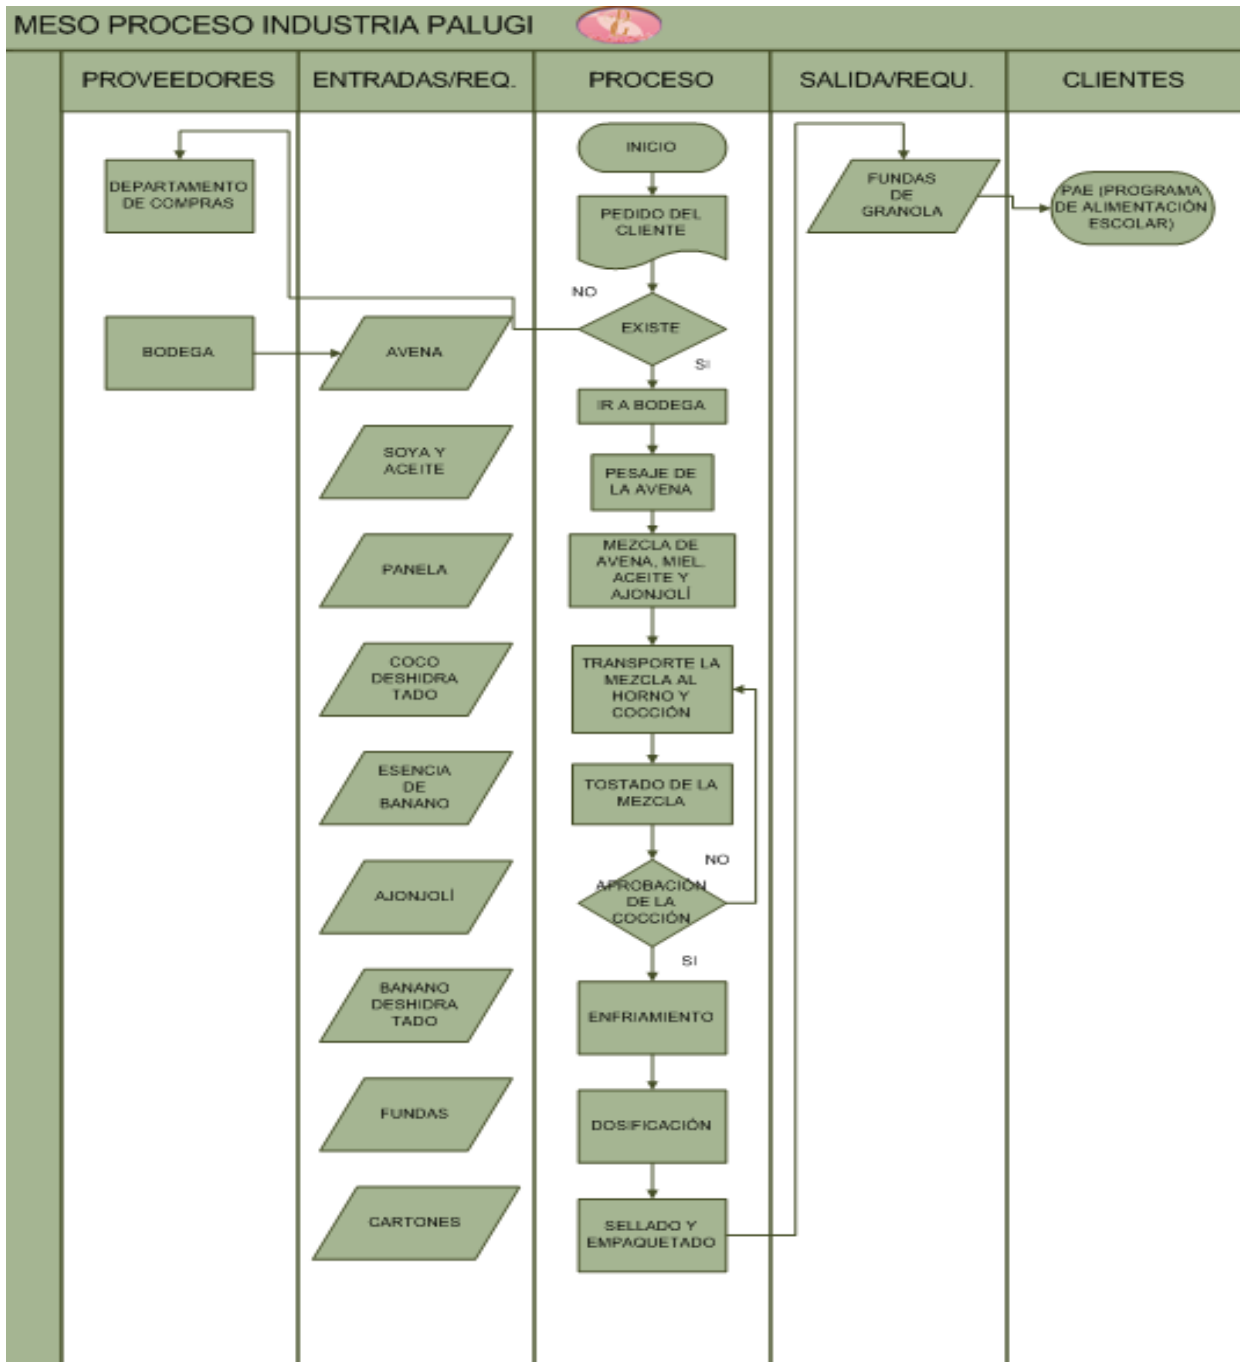 MESO PROCESO INDUSTRIA PALUGI
PROVEEDORES
ENTRADAS/REQ.
PROCESO
SALIDA/REQU.
CLIENTES
DEPARTAMENTO
DE COMPRAS
BODEGA
AVENA
SOYA Y
ACEITE
PANELA
COCO
DESHIDRA
TADO
ESENCIA
DE
BANANO
AJONJOLÍ
BANANO
DESHIDRA
TADO
FUNDAS
CARTONES
INICIO
PEDIDO DEL
CLIENTE
NO
EXISTE
SI
IR A BODEGA
PESAJE DE
LA AVENA
MEZCLA DE
AVENA, MIEL,
ACEITE Y
AJONJOLÍ
TRANSPORTE LA
MEZCLA AL
HORNO Y
COCCIÓN
TOSTADO DE LA
MEZCLA
NO
APROBACIÓN
DE LA
COCCIÓN
SI
ENFRIAMIENTO
DOSIFICACIÓN
SELLADO Y
EMPAQUETADO
FUNDAS
DE
GRANOLA
PAE (PROGRAMA
DE ALIMENTACIÓN
ESCOLAR)